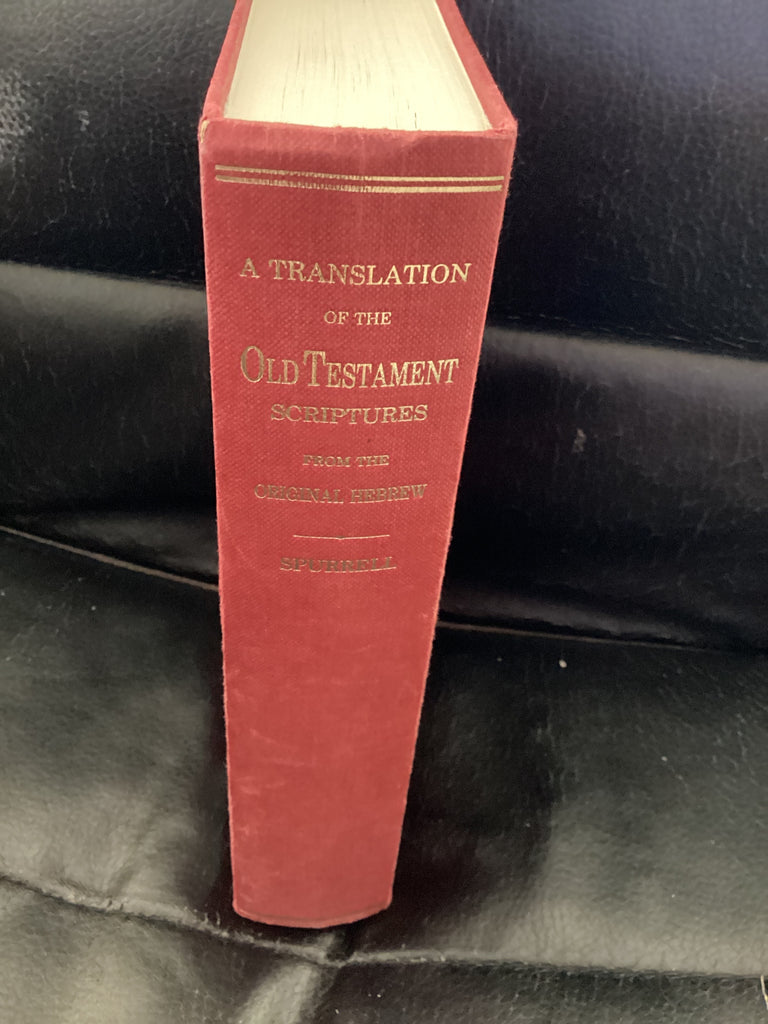 A TRANSLATION
OF THE
OLD TESTAMENT
SCRIPTURES
FROM THE
ORIGINAL HEBREW
SPURRELL